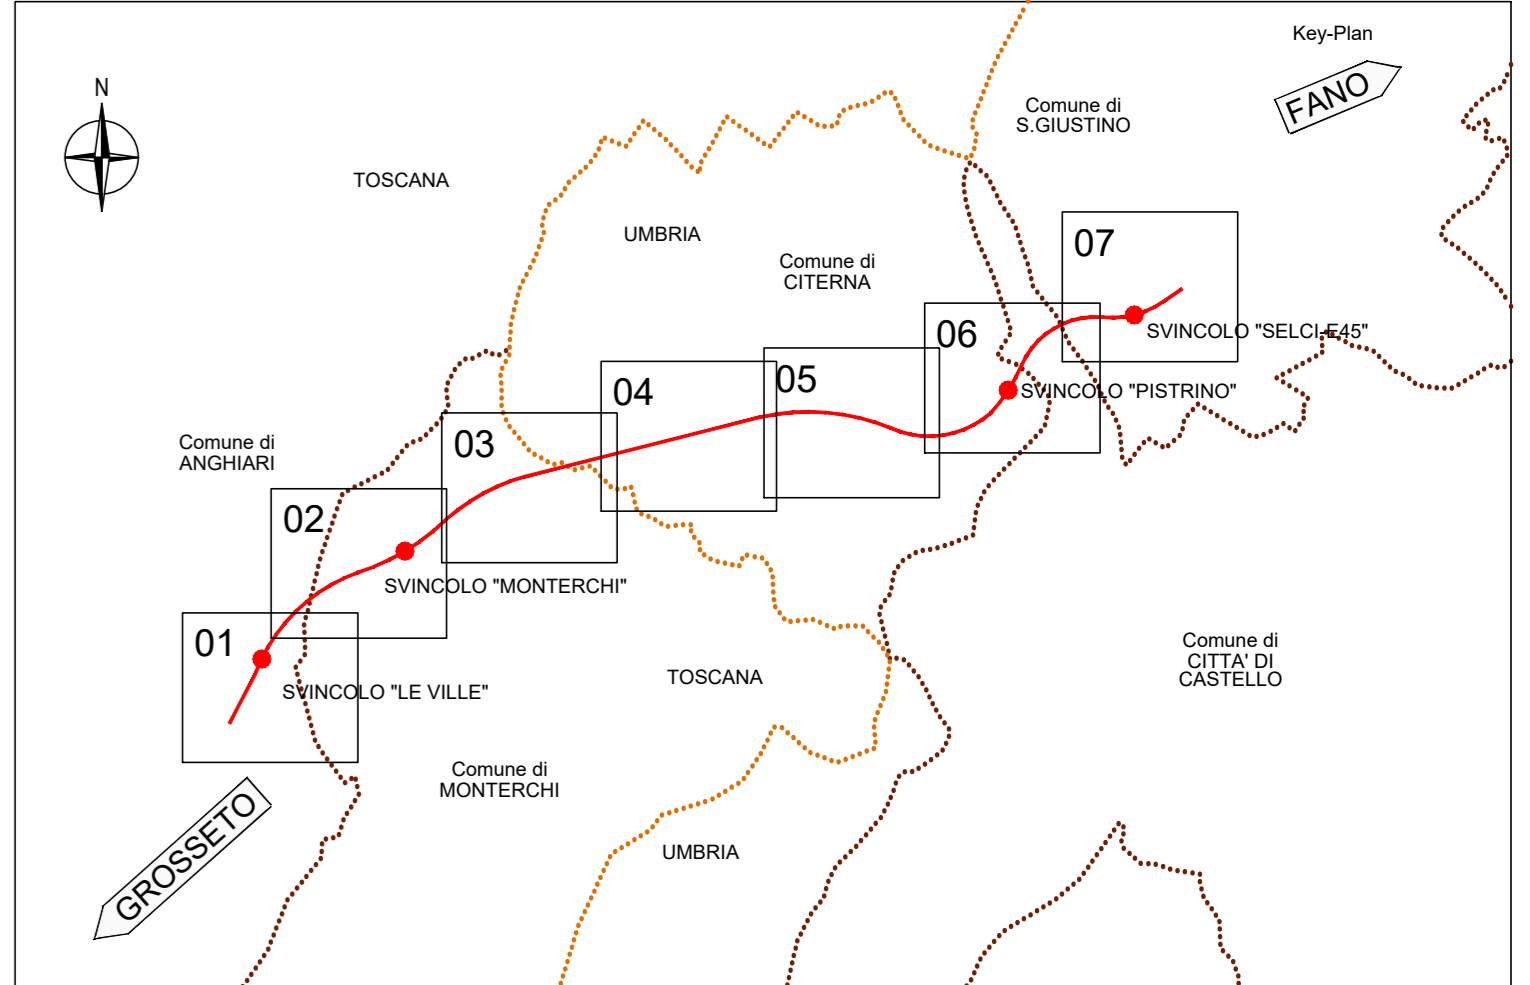 Key-Plan
N
FANO
Comune di
S.GIUSTINO
TOSCANA
UMBRIA
07
Comune di
CITERNA
06
SVINCOLO "SELCI-E45"
05
04
SVINCOLO "PISTRINO"
03
Comune di
ANGHIARI
02
SVINCOLO "MONTERCHI"
01
Comune di
CITTA' DI
CASTELLO
TOSCANA
SVINCOLO "LE VILLE"
Comune di
MONTERCHI
GROSSETO
UMBRIA